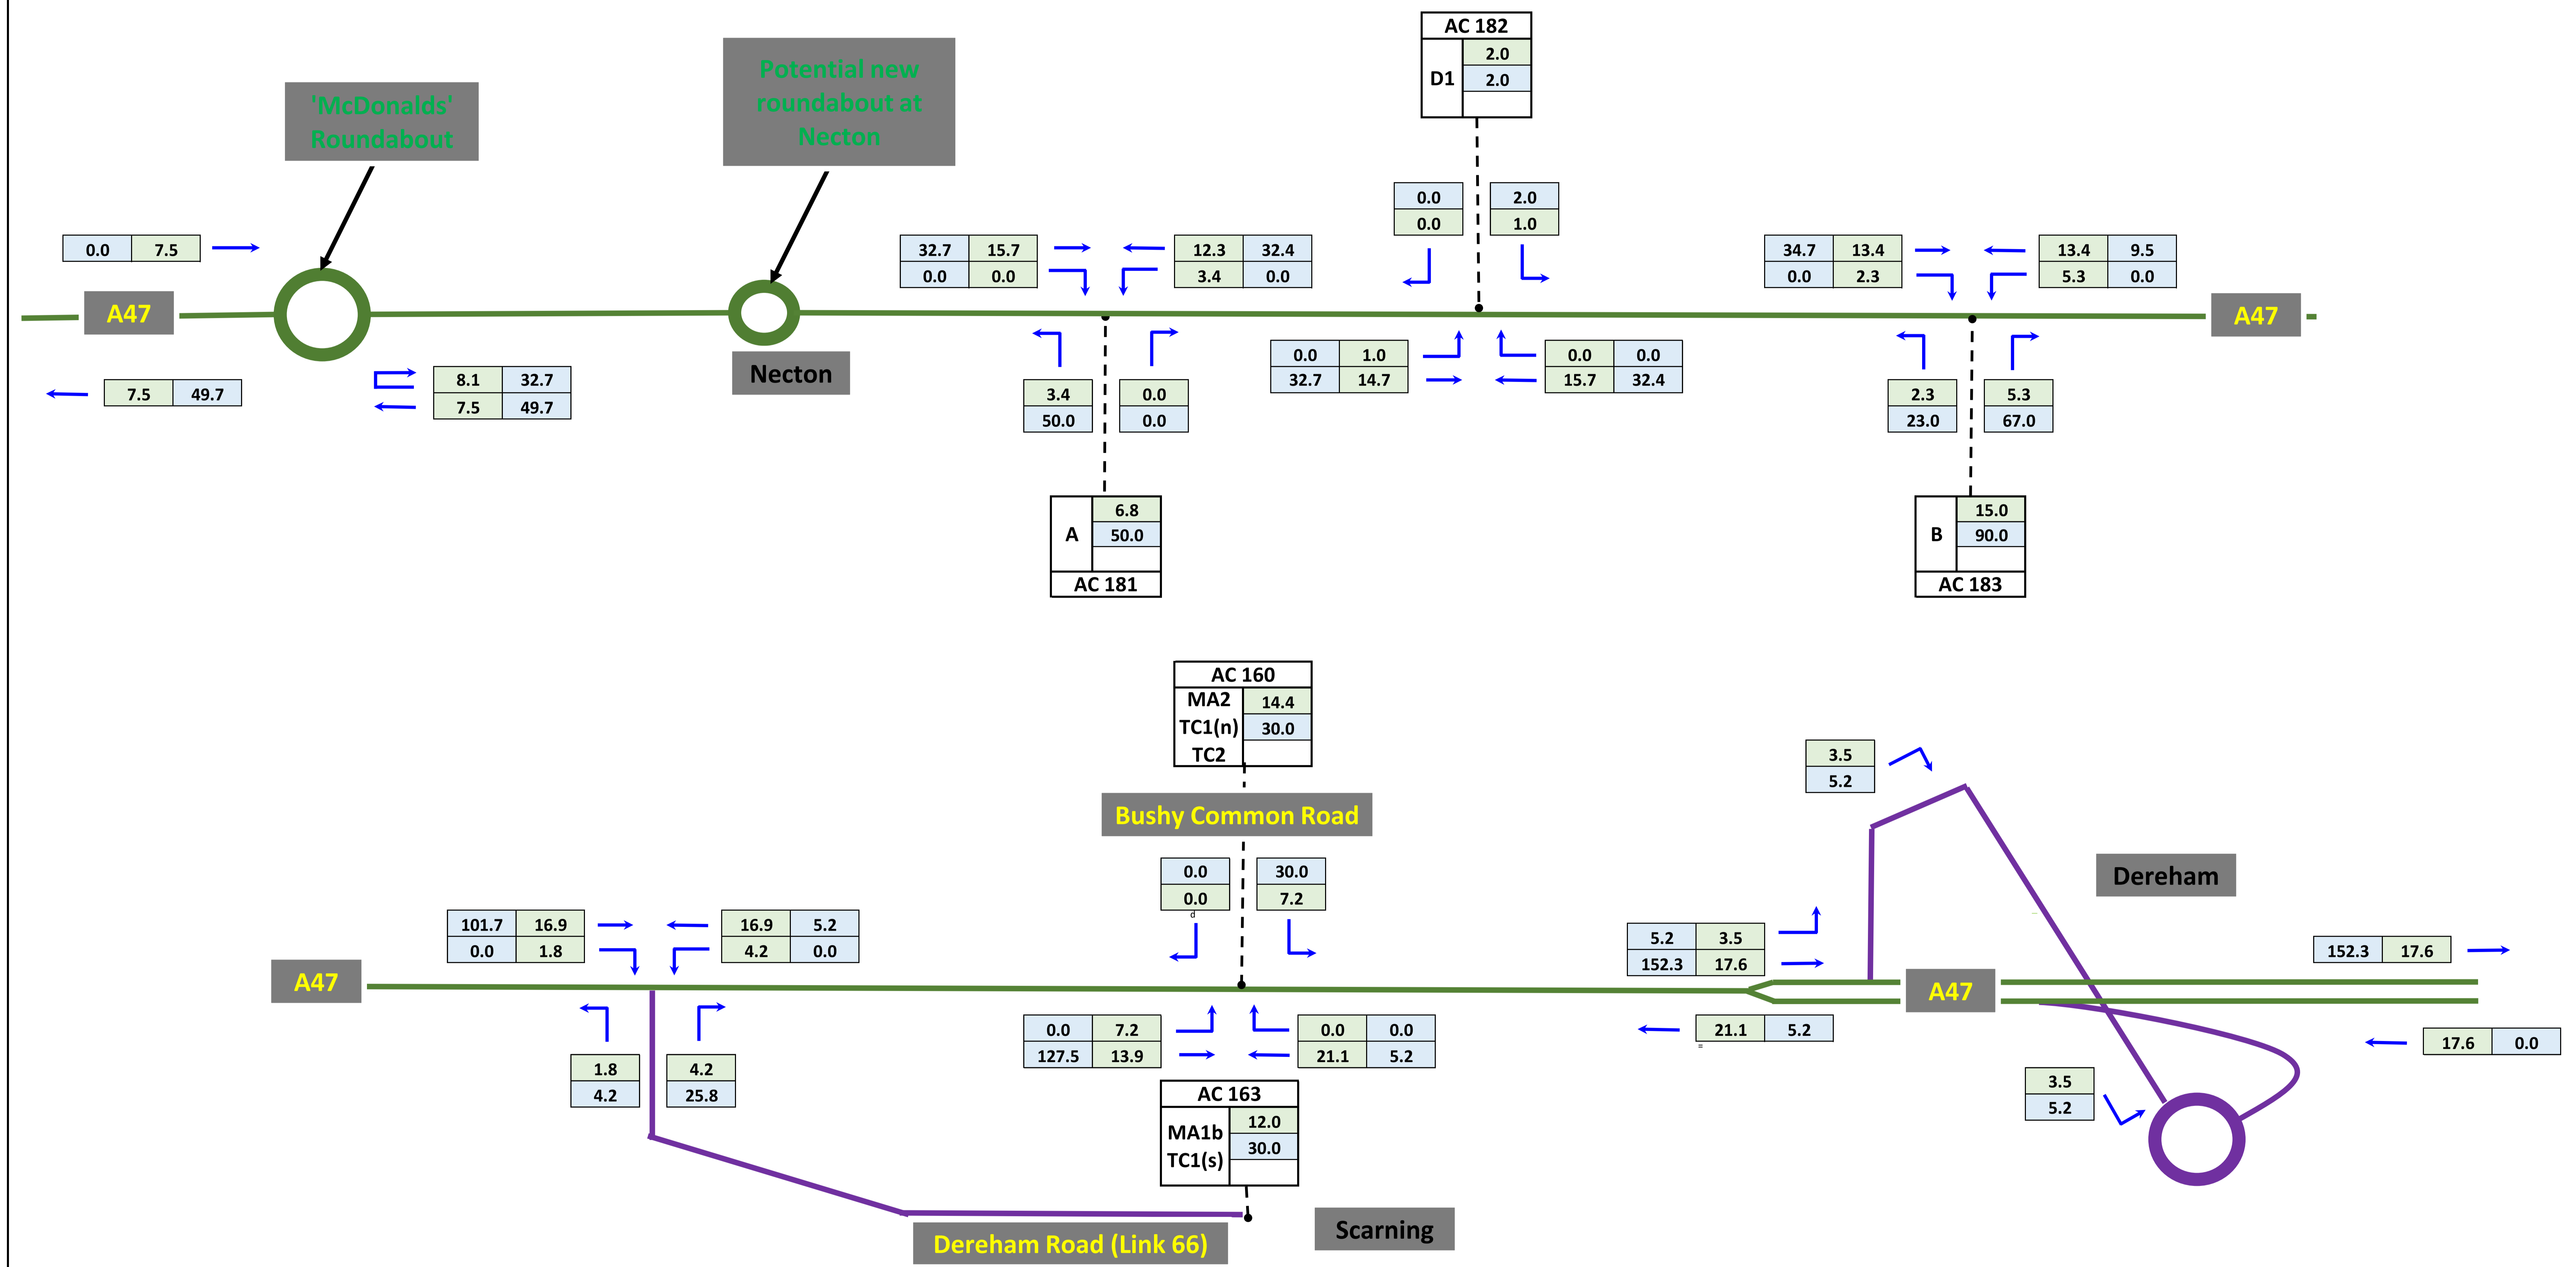 AC 182
D1
2.0
2.0
'McDonalds'
Roundabout
Potential new
roundabout at
Necton
0.0 7.5
A47
7.5 49.7
8.1 32.7
7.5 49.7
Necton
32.7 15.7
0.0 0.0
12.3 32.4
3.4 0.0
3.4
50.0
0.0
0.0
A
6.8
50.0
AC 181
0.0
0.0
2.0
1.0
0.0 1.0
32.7 14.7
0.0 0.0
15.7 32.4
34.7 13.4
0.0 2.3
13.4 9.5
5.3 0.0
A47
2.3
23.0
5.3
67.0
B
15.0
90.0
AC 183
AC 160
MA2
TC1(n)
TC2
14.4
30.0
Bushy Common Road
0.0
0.0
d
30.0
7.2
101.7 16.9
0.0 1.8
16.9 5.2
4.2 0.0
A47
1.8
4.2
4.2
25.8
0.0 7.2
127.5 13.9
0.0 0.0
21.1 5.2
AC 163
MA1b
TC1(s)
12.0
30.0
Dereham Road (Link 66)
Scarning
3.5
5.2
Dereham
5.2 3.5
152.3 17.6
A47
152.3 17.6
21.1 5.2
=
17.6 0.0
3.5
5.2